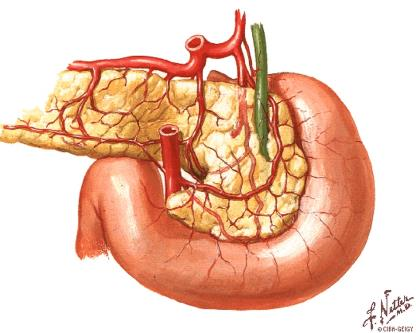 F. Netter
M.D.
© CIBA-GEIGY